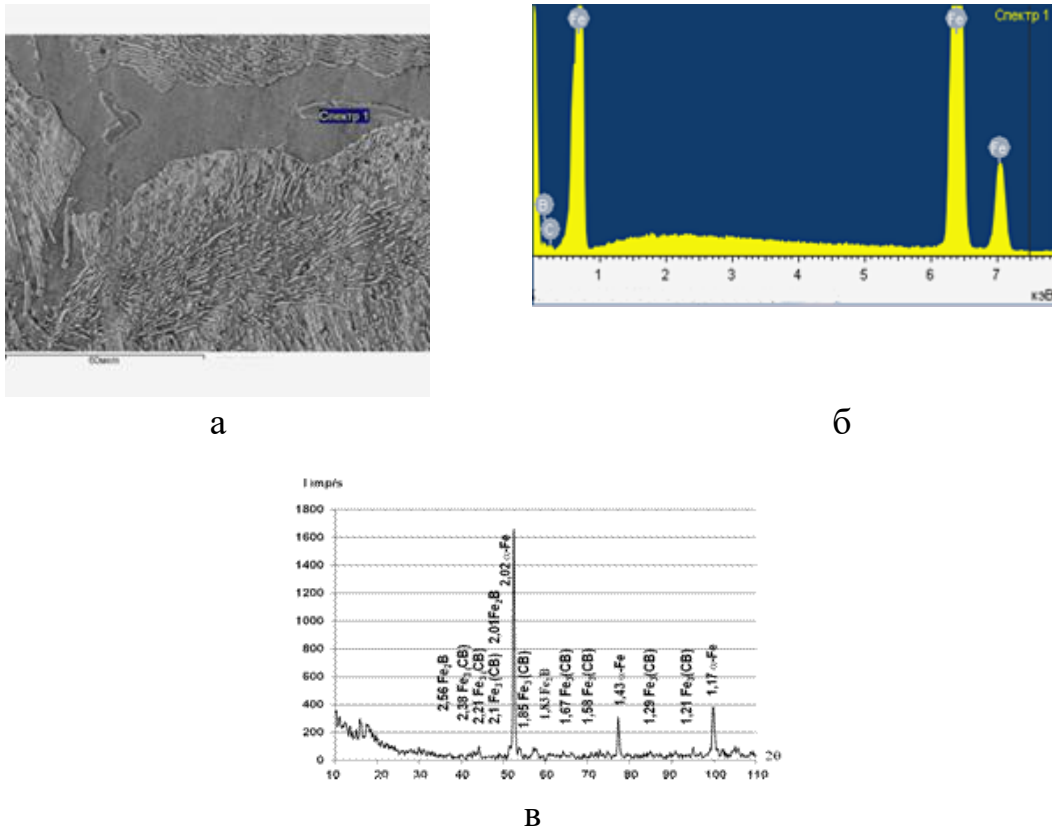 Спектр 1
60мкм
а
Спектр 1
Fe
Fe
Fe
B
C
1 2 3 4 5 6 7
кэВ
б
I imp/s
1800
1600
1400
1200
1000
800
600
400
200
0
2,56 Fe2B
2,38 Fe3(CB)
2,21 Fe3(CB)
2,1 Fe3(CB)
2,01Fe2B
2,02 α-Fe
1,85 Fe3(CB)
1,83 Fe2B
1,67 Fe3(CB)
1,58 Fe3(CB)
1,43 α-Fe
1,29 Fe3(CB)
1,21 Fe3(CB)
1,17 α-Fe
10 20 30 40 50 60 70 80 90 100 110
2θ
в